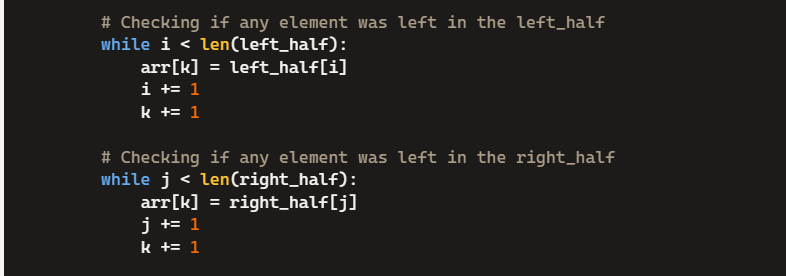 # Checking if any element was left in the left_half
while i < len(left_half):
    arr[k] = left_half[i]
    i += 1
    k += 1

# Checking if any element was left in the right_half
while j < len(right_half):
    arr[k] = right_half[j]
    j += 1
    k += 1